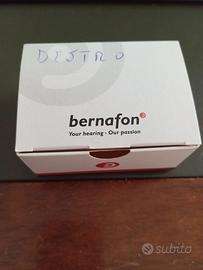 DESTRO
bernafon®
Your hearing • Our passion
subito